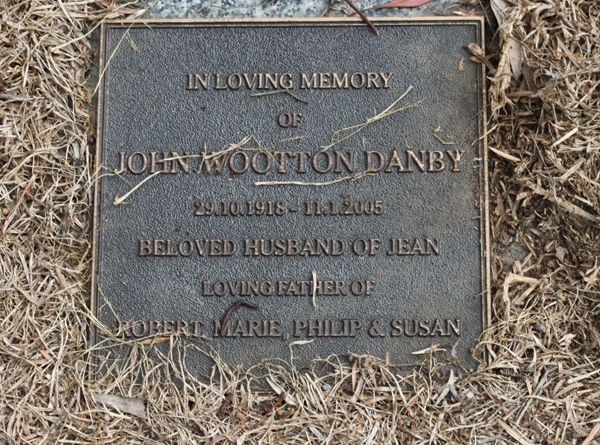 IN LOVING MEMORY
OF
JOHN WOOTTON DANBY
29.10.1918 - 11.1.2005
BELOVED HUSBAND OF JEAN
LOVING FATHER OF
ROBERT, MARIE, PHILIP & SUSAN